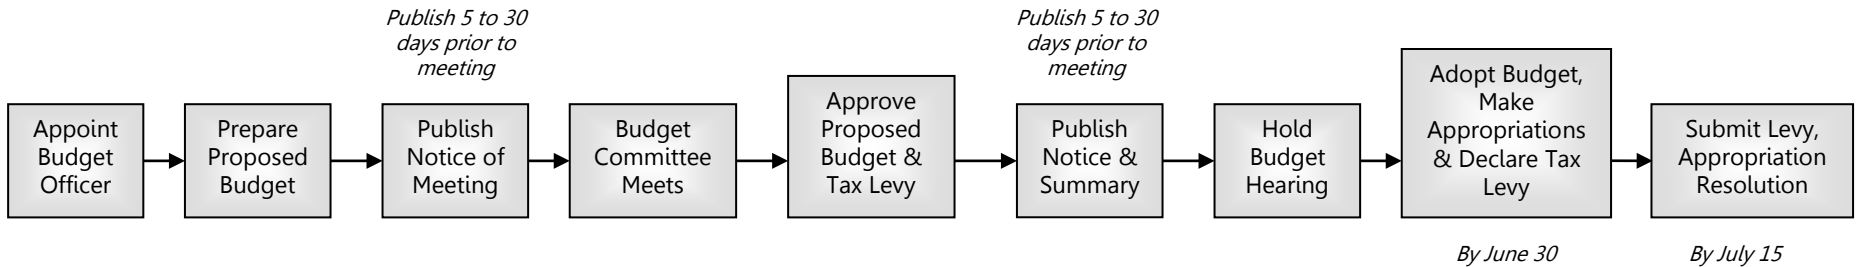 Publish 5 to 30
days prior to
meeting
Publish 5 to 30
days prior to
meeting
Appoint
Budget
Officer
Prepare
Proposed
Budget
Publish
Notice of
Meeting
Budget
Committee
Meets
Approve
Proposed
Budget &
Tax Levy
Publish
Notice &
Summary
Hold
Budget
Hearing
Adopt Budget,
Make
Appropriations
& Declare Tax
Levy
Submit Levy,
Appropriation
Resolution
By June 30
By July 15